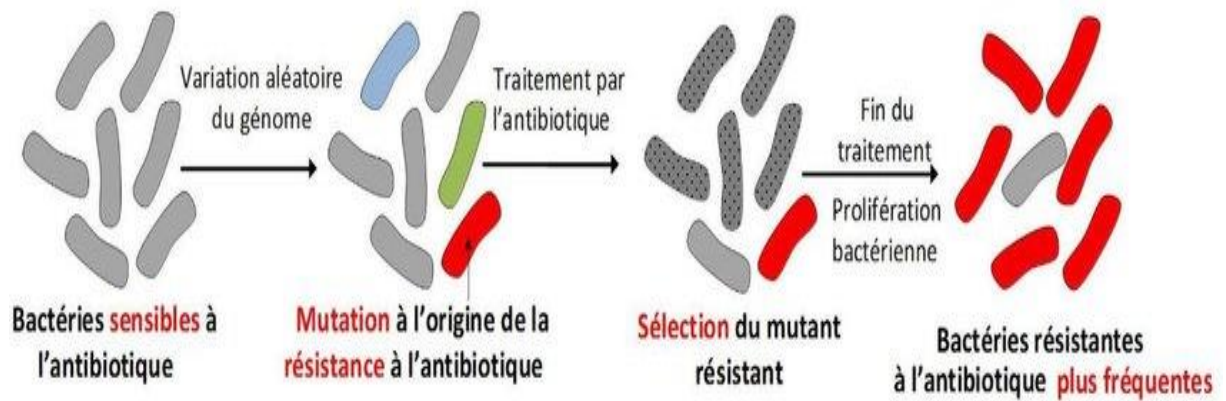 Variation aléatoire
du génome
Traitement par
l'antibiotique
Fin du
traitement
Prolifération
bactérienne
Bactéries sensibles à
l'antibiotique
Mutation à l'origine de la
résistance à l'antibiotique
Sélection du mutant
résistant
Bactéries résistantes
à l'antibiotique plus fréquentes